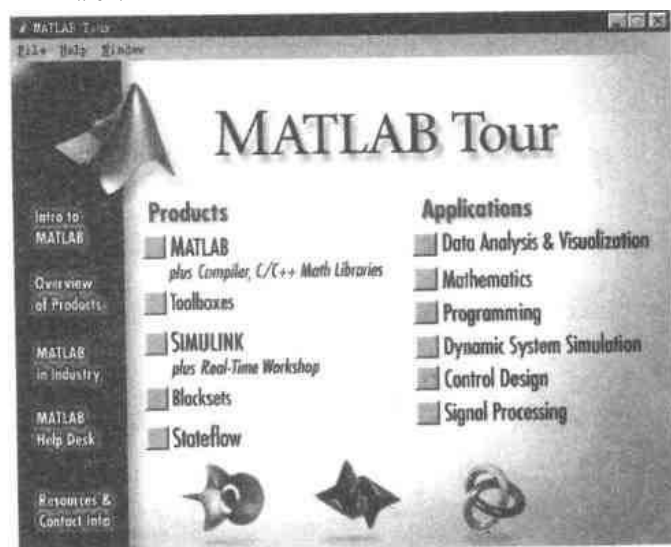 MATLAB Tour
File Help Window
MATLAB Tour
Intro to
MATLAB
Overview
of Products
MATLAB
in Industry
MATLAB
Help Desk
Resources &
Contact Info
Products
MATLAB
plus Compiler, C/C++ Math Libraries
Toolboxes
SIMULINK
plus Real-Time Workshop
Blocksets
Stateflow
Applications
Data Analysis & Visualization
Mathematics
Programming
Dynamic System Simulation
Control Design
Signal Processing